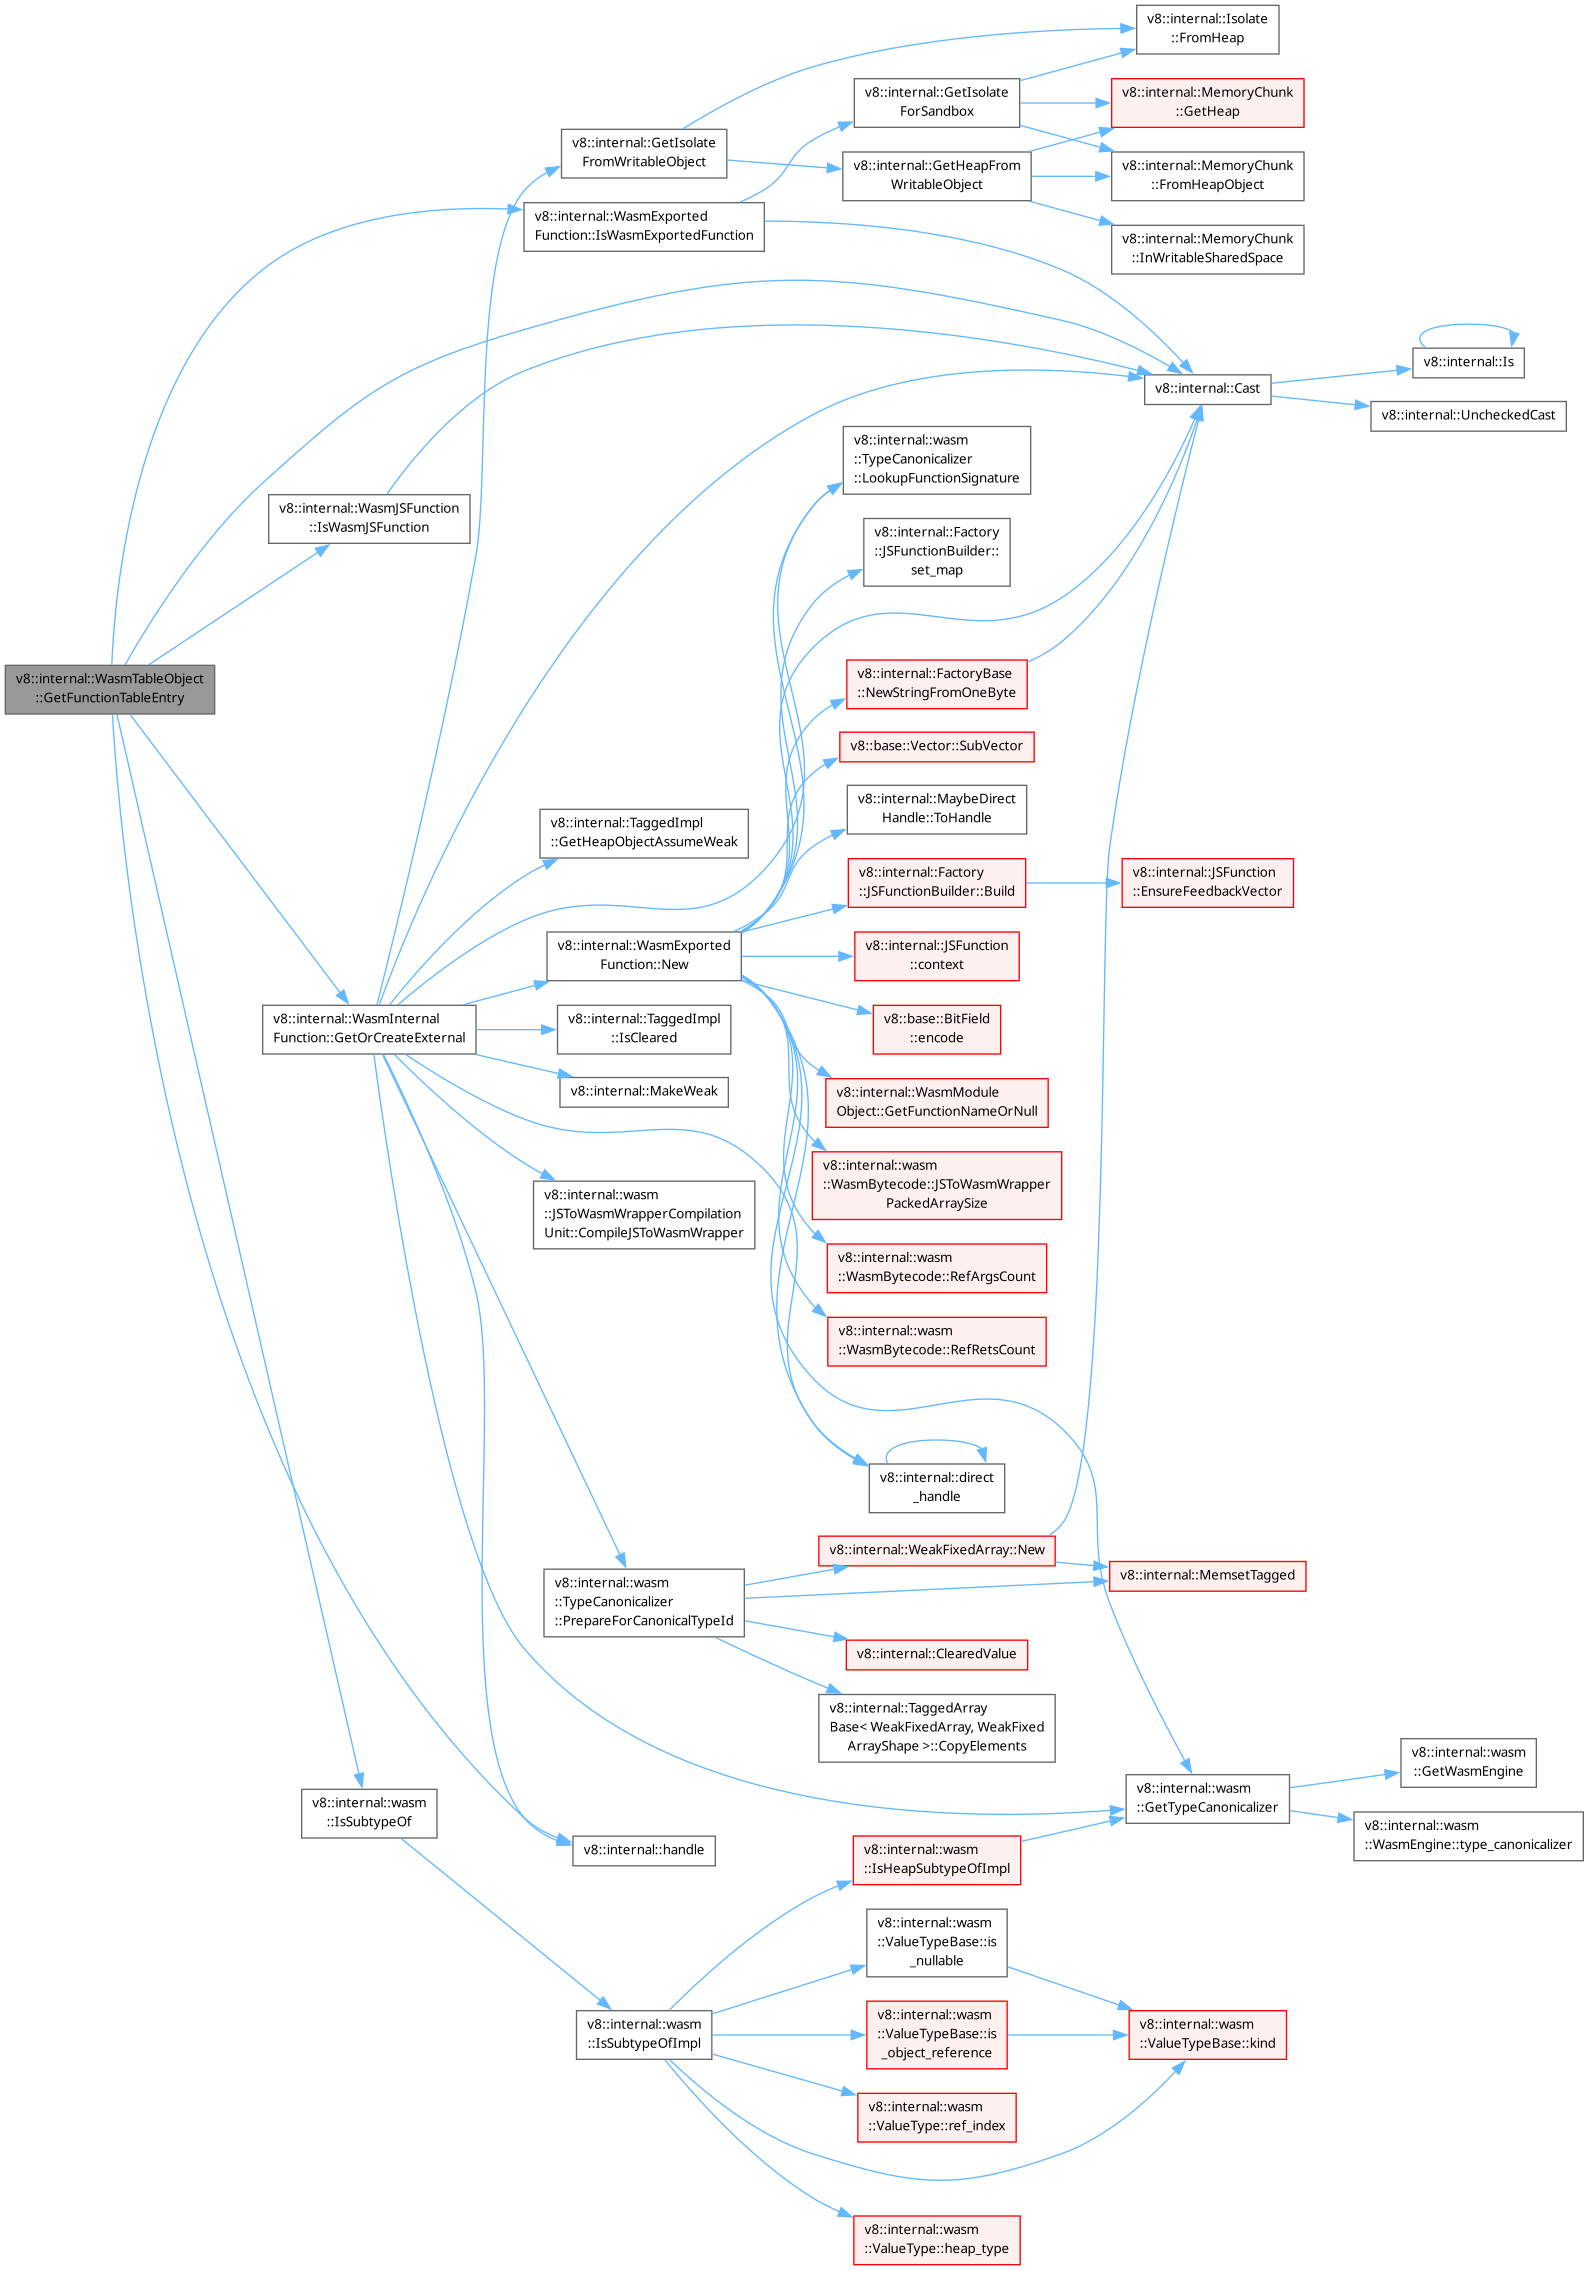 v8::internal::Isolate
::FromHeap
v8::internal::GetIsolate
ForSandbox
v8::internal::MemoryChunk
::GetHeap
v8::internal::GetIsolate
FromWritableObject
v8::internal::GetHeapFrom
WritableObject
v8::internal::MemoryChunk
::FromHeapObject
v8::internal::WasmExported
Function::IsWasmExportedFunction
v8::internal::MemoryChunk
::InWritableSharedSpace
v8::internal::Is
v8::internal::Cast
v8::internal::UncheckedCast
v8::internal::wasm
::TypeCanonicalizer
::LookupFunctionSignature
v8::internal::WasmJSFunction
::IsWasmJSFunction
v8::internal::Factory
::JSFunctionBuilder::
set_map
v8::internal::WasmTableObject
::GetFunctionTableEntry
v8::internal::FactoryBase
::NewStringFromOneByte
v8::base::Vector::SubVector
v8::internal::TaggedImpl
::GetHeapObjectAssumeWeak
v8::internal::MaybeDirect
Handle::ToHandle
v8::internal::Factory
::JSFunctionBuilder::Build
v8::internal::JSFunction
::EnsureFeedbackVector
v8::internal::WasmExported
Function::New
v8::internal::JSFunction
::context
v8::internal::WasmInternal
Function::GetOrCreateExternal
v8::internal::TaggedImpl
::IsCleared
v8::base::BitField
::encode
v8::internal::MakeWeak
v8::internal::WasmModule
Object::GetFunctionNameOrNull
v8::internal::wasm
::JSToWasmWrapperCompilation
Unit::CompileJSToWasmWrapper
v8::internal::wasm
::WasmBytecode::JSToWasmWrapper
PackedArraySize
v8::internal::wasm
::WasmBytecode::RefArgsCount
v8::internal::wasm
::WasmBytecode::RefRetsCount
v8::internal::direct
_handle
v8::internal::WeakFixedArray::New
v8::internal::MemsetTagged
v8::internal::wasm
::TypeCanonicalizer
::PrepareForCanonicalTypeId
v8::internal::ClearedValue
v8::internal::TaggedArray
Base< WeakFixedArray, WeakFixed
ArrayShape >::CopyElements
v8::internal::wasm
::GetWasmEngine
v8::internal::wasm
::IsSubtypeOf
v8::internal::wasm
::GetTypeCanonicalizer
v8::internal::wasm
::WasmEngine::type_canonicalizer
v8::internal::handle
v8::internal::wasm
::IsHeapSubtypeOfImpl
v8::internal::wasm
::ValueTypeBase::is
_nullable
v8::internal::wasm
::IsSubtypeOfImpl
v8::internal::wasm
::ValueTypeBase::is
_object_reference
v8::internal::wasm
::ValueTypeBase::kind
v8::internal::wasm
::ValueType::ref_index
v8::internal::wasm
::ValueType::heap_type